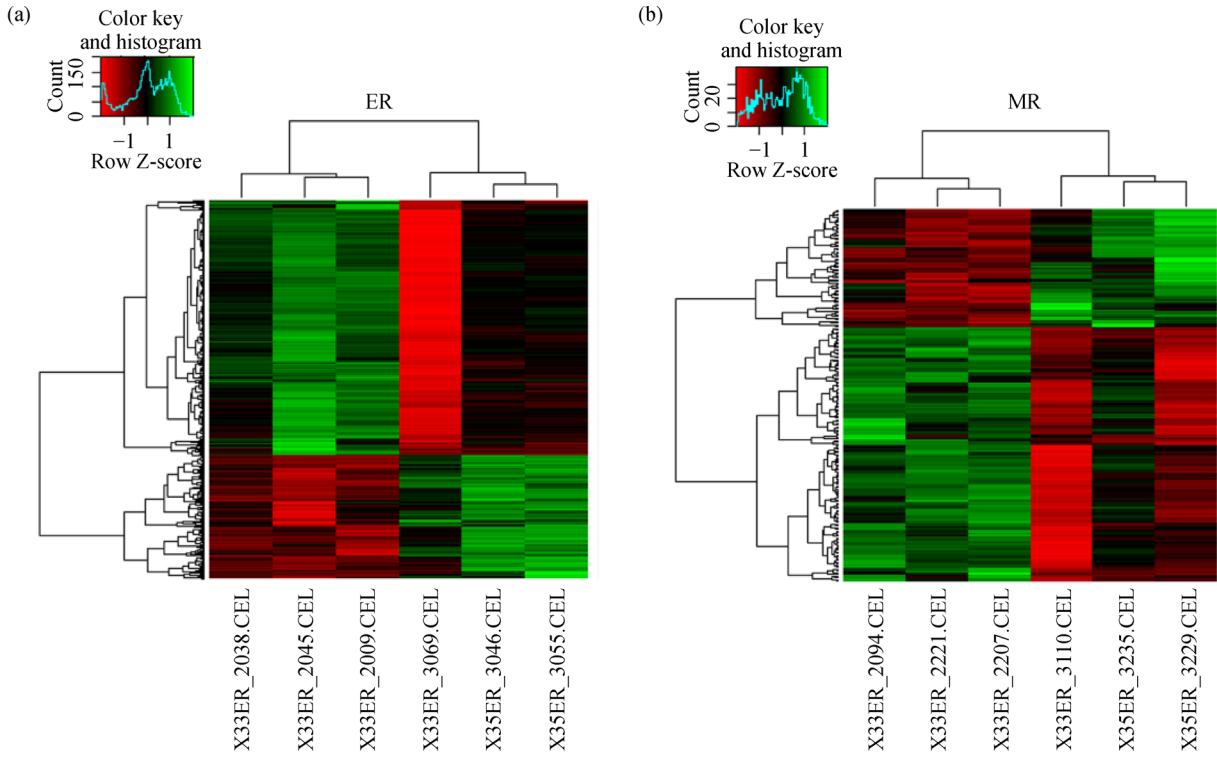 (a)
Color key
and histogram
Count
0 150
−1 1
Row Z-score
ER
X33ER_2038.CEL
X33ER_2045.CEL
X33ER_2009.CEL
X33ER_3069.CEL
X35ER_3046.CEL
X35ER_3055.CEL
(b)
Color key
and histogram
Count
0 20
−1 1
Row Z-score
MR
X33ER_2094.CEL
X33ER_2221.CEL
X33ER_2207.CEL
X33ER_3110.CEL
X35ER_3235.CEL
X35ER_3229.CEL